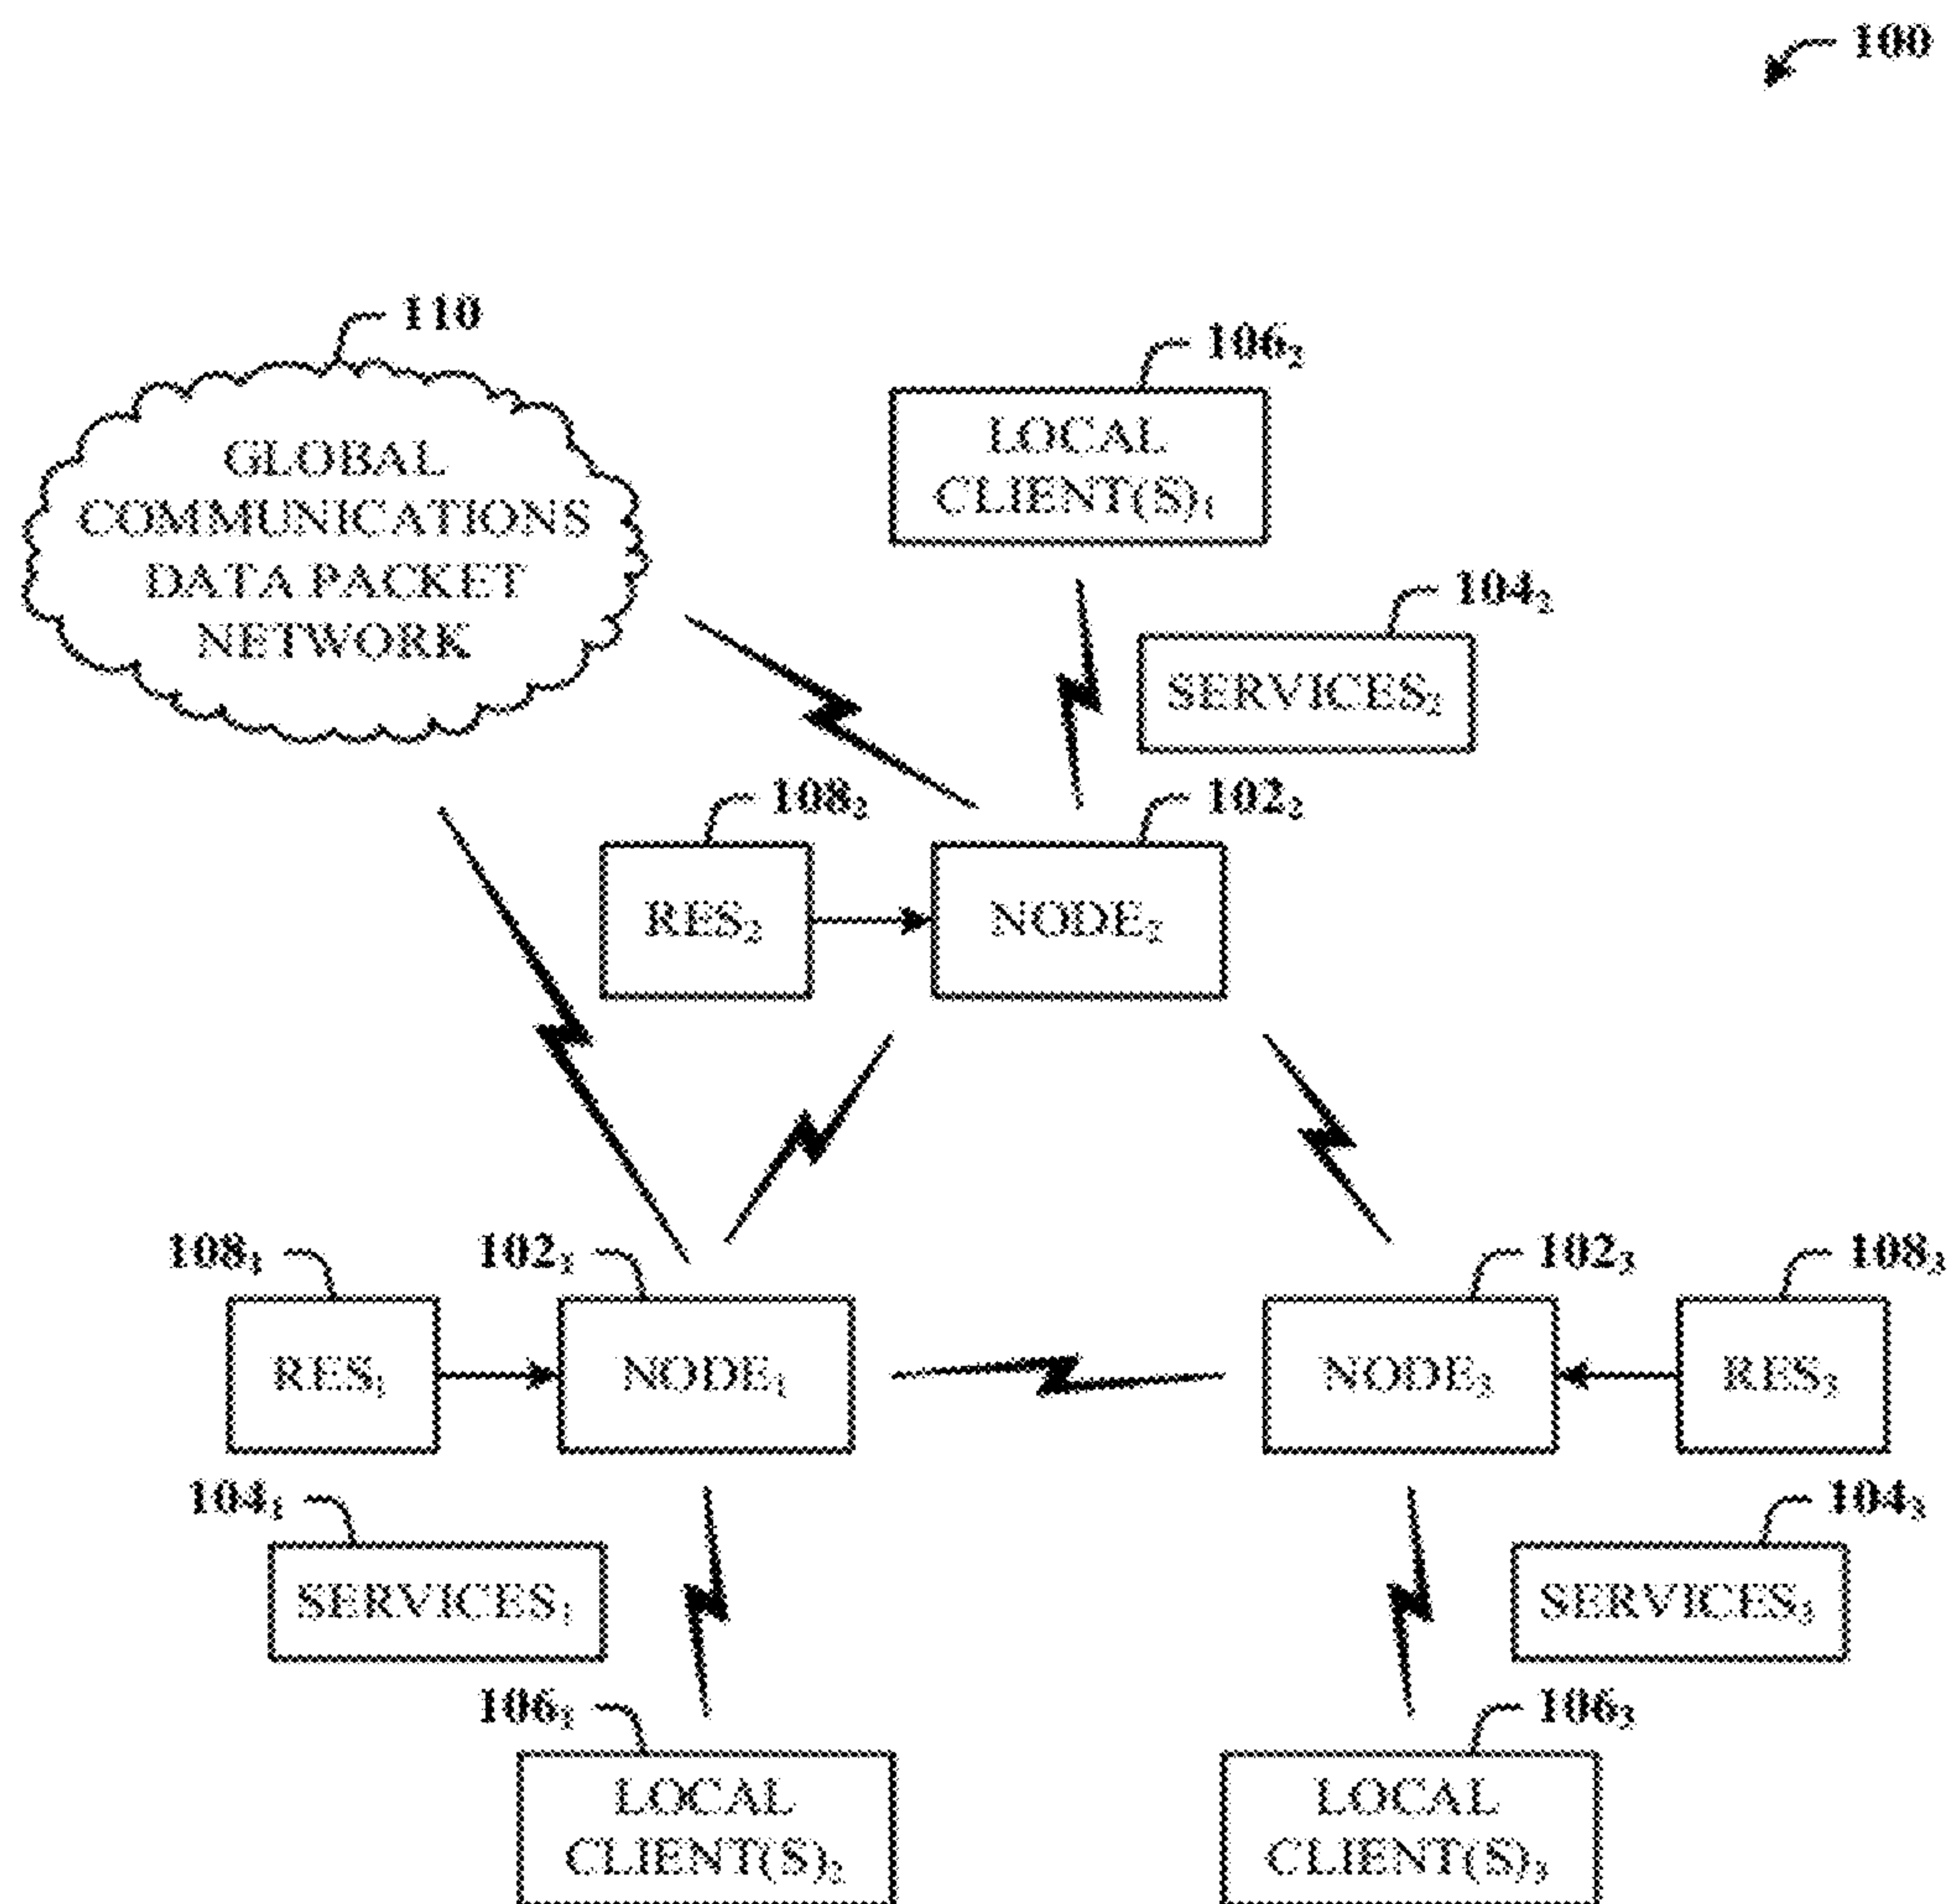 100
110
GLOBAL
COMMUNICATIONS
DATA PACKET
NETWORK
106₂
LOCAL
CLIENT(S)₁
104₂
SERVICES₂
108₂
RES₂
102₂
NODE₂
108₁
RES₁
102₁
NODE₁
102₃
NODE₃
108₃
RES₃
104₁
SERVICES₁
104₃
SERVICES₃
106₁
LOCAL
CLIENT(S)₂
106₃
LOCAL
CLIENT(S)₃